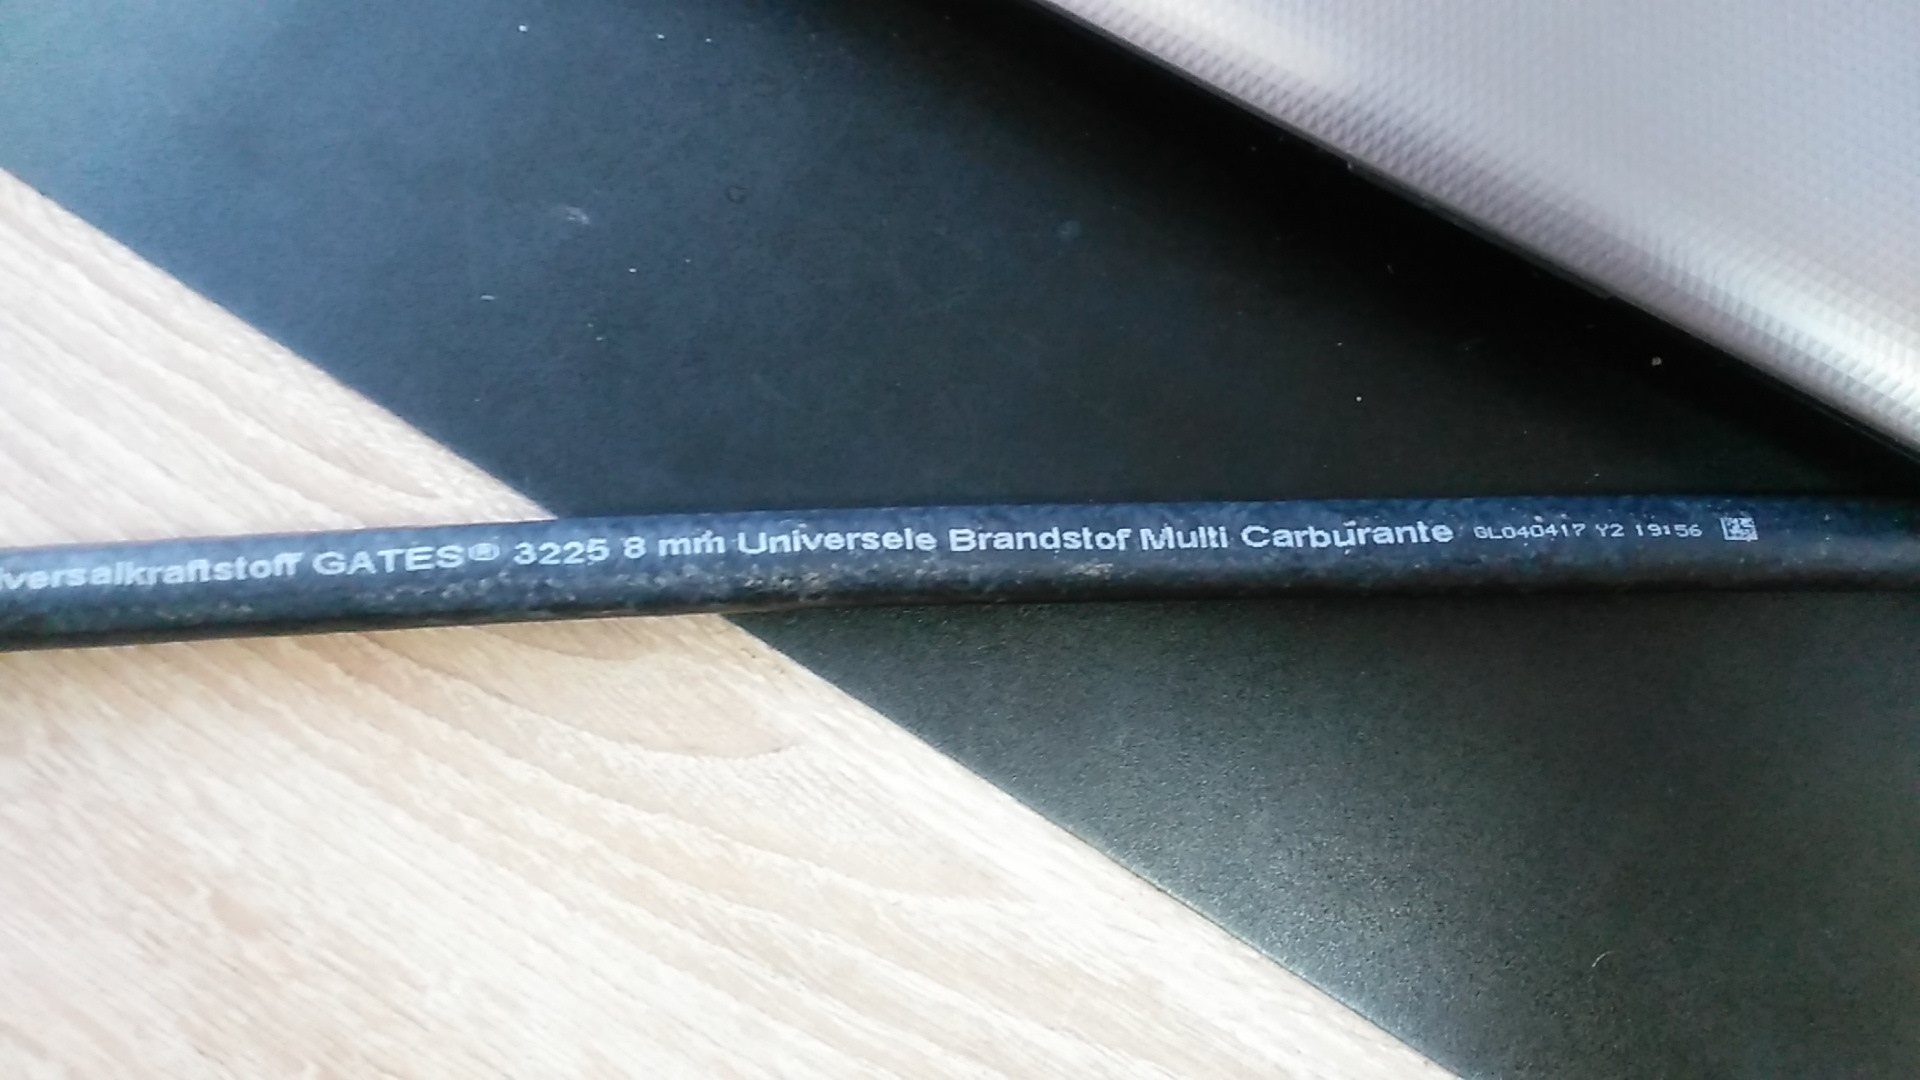 iversalkraftstoff GATES® 3225 8 mm Universele Brandstof Multi Carburante GL040417 Y2 19:56